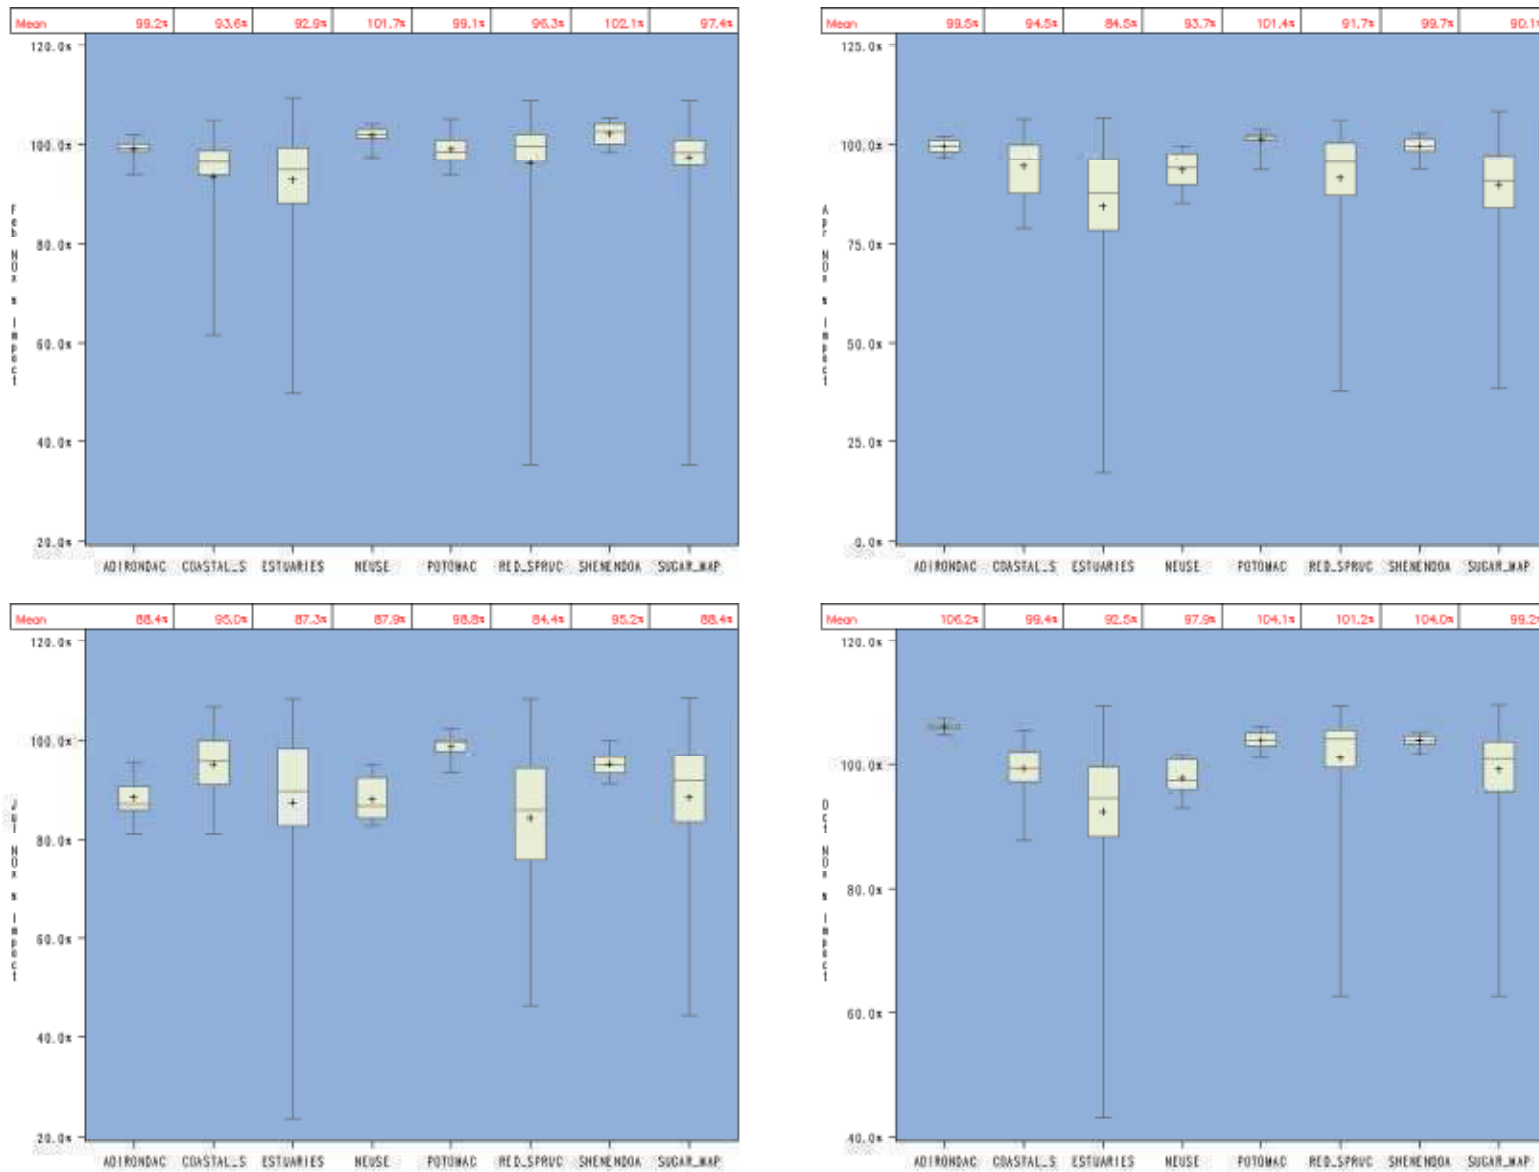 Mean 99.2% 93.6% 92.9% 101.7% 99.1% 96.3% 102.1% 97.4%
120.0%
100.0%
80.0%
60.0%
40.0%
20.0%
Feb NOx % Impact
ADIRONDAC COASTAL_S ESTUARIES NEUSE POTOMAC RED_SPRUC SHENENDOA SUGAR_MAP
Mean 99.5% 94.5% 84.5% 93.7% 101.4% 91.7% 99.7% 90.1%
125.0%
100.0%
75.0%
50.0%
25.0%
0.0%
Apr NOx % Impact
ADIRONDAC COASTAL_S ESTUARIES NEUSE POTOMAC RED_SPRUC SHENENDOA SUGAR_MAP
Mean 88.4% 95.0% 87.3% 87.9% 98.8% 84.4% 95.2% 88.4%
120.0%
100.0%
80.0%
60.0%
40.0%
20.0%
Jul NOx % Impact
ADIRONDAC COASTAL_S ESTUARIES NEUSE POTOMAC RED_SPRUC SHENENDOA SUGAR_MAP
Mean 106.2% 99.4% 92.5% 97.9% 104.1% 101.2% 104.0% 99.2%
120.0%
100.0%
80.0%
60.0%
40.0%
Oct NOx % Impact
ADIRONDAC COASTAL_S ESTUARIES NEUSE POTOMAC RED_SPRUC SHENENDOA SUGAR_MAP